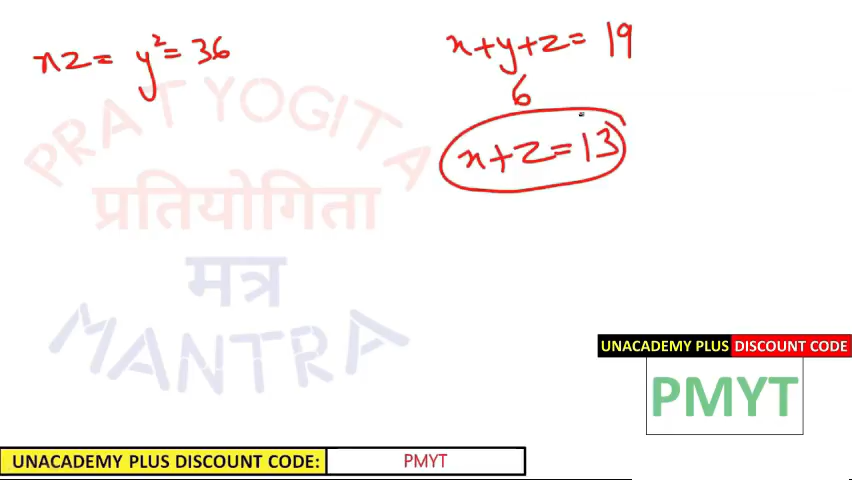 xz = y² = 36
x+y+z = 19
6
x+z = 13
PRATYOGITA
प्रतियोगिता
मंत्र
MANTRA
UNACADEMY PLUS DISCOUNT CODE
PMYT
UNACADEMY PLUS DISCOUNT CODE: PMYT